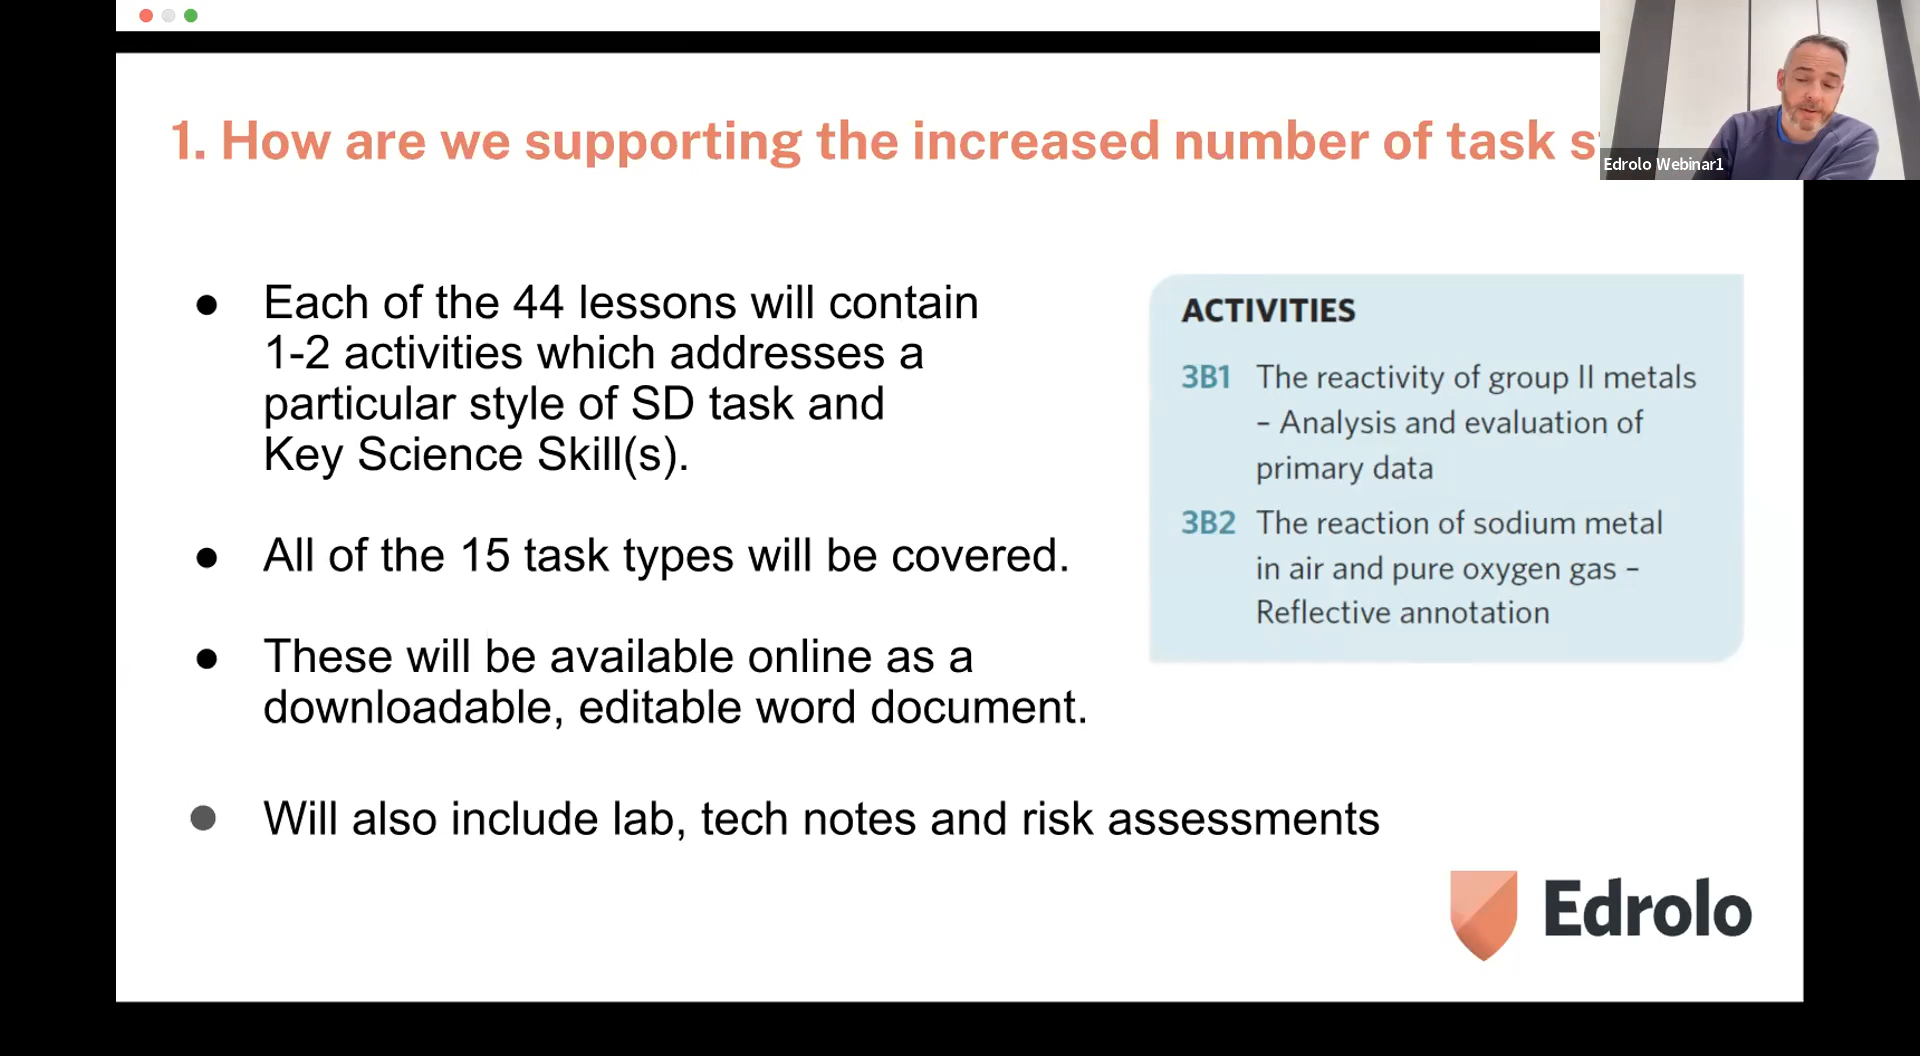 1. How are we supporting the increased number of task s
Edrolo Webinar1
● Each of the 44 lessons will contain
1-2 activities which addresses a
particular style of SD task and
Key Science Skill(s).
● All of the 15 task types will be covered.
● These will be available online as a
downloadable, editable word document.
● Will also include lab, tech notes and risk assessments
ACTIVITIES
3B1 The reactivity of group II metals
– Analysis and evaluation of
primary data
3B2 The reaction of sodium metal
in air and pure oxygen gas –
Reflective annotation
Edrolo